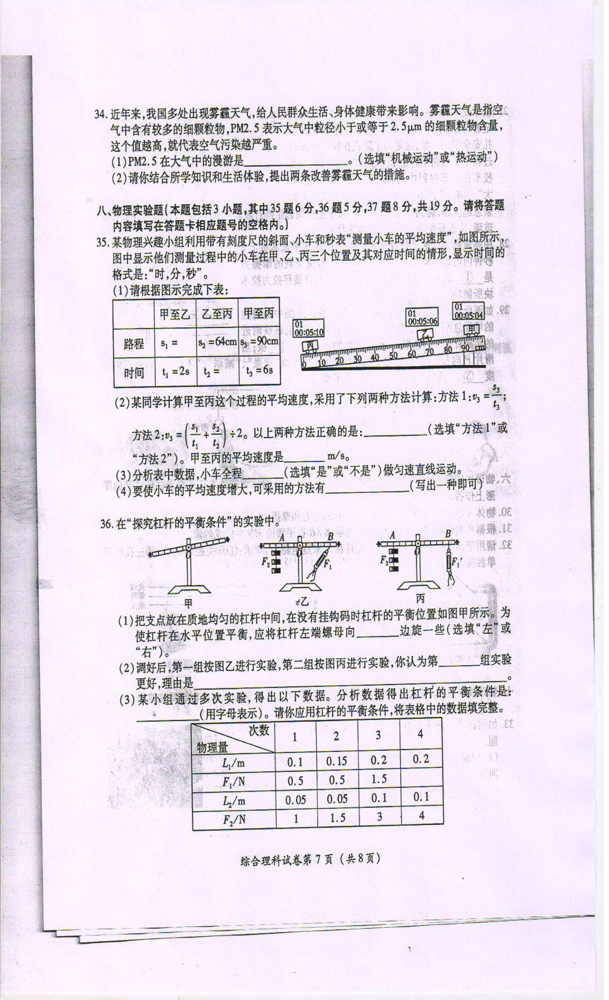 34. 近年来,我国多处出现雾霾天气,给人民群众生活、身体健康带来影响。雾霾天气是指空
气中含有较多的细颗粒物,PM2.5 表示大气中粒径小于或等于 2.5μm 的细颗粒物含量,
这个值越高,就代表空气污染越严重。
(1)PM2.5 在大气中的漫游是____________。(选填“机械运动”或“热运动”)
(2)请你结合所学知识和生活体验,提出两条改善雾霾天气的措施。
八、物理实验题(本题包括 3 小题,其中 35 题 6 分,36 题 5 分,37 题 8 分,共 19 分。请将答题
内容填写在答题卡相应题号的空格内。)
35. 某物理兴趣小组利用带有刻度尺的斜面、小车和秒表“测量小车的平均速度”,如图所示,
图中显示他们测量过程中的小车在甲、乙、丙三个位置及其对应时间的情形,显示时间的
格式是:“时,分,秒”。
(1)请根据图示完成下表:
甲至乙 乙至丙 甲至丙
路程 s₁ = s₂ =64cm s₃ =90cm
时间 t₁ =2s t₂ = t₃ =6s
01
00:05:10
丙
01
00:05:06
乙
01
00:05:04
甲
0 10 20 30 40 50 60 70 80 90 cm
(2)某同学计算甲至丙这个过程的平均速度,采用了下列两种方法计算:方法 1:v₃ = s₃/t₃;
方法 2:v₃ = (s₁/t₁ + s₂/t₂) ÷2。以上两种方法正确的是:________(选填“方法 1”或
“方法 2”)。甲至丙的平均速度是______ m/s。
(3)分析表中数据,小车全程______(选填“是”或“不是”)做匀速直线运动。
(4)要使小车的平均速度增大,可采用的方法有____________(写出一种即可)
36. 在“探究杠杆的平衡条件”的实验中。
O
甲
A B O F₂ F₁
乙
A B O F₂ F₁′
丙
(1)把支点放在质地均匀的杠杆中间,在没有挂钩码时杠杆的平衡位置如图甲所示。为
使杠杆在水平位置平衡,应将杠杆左端螺母向______边旋一些(选填“左”或
“右”)。
(2)调好后,第一组按图乙进行实验,第二组按图丙进行实验,你认为第______组实验
更好,理由是____________________________________________。
(3)某小组通过多次实验,得出以下数据。分析数据得出杠杆的平衡条件是:
________(用字母表示)。请你应用杠杆的平衡条件,将表格中的数据填完整。
次数 物理量 1 2 3 4
L₁/m 0.1 0.15 0.2 0.2
F₁/N 0.5 0.5 1.5
L₂/m 0.05 0.05 0.1 0.1
F₂/N 1 1.5 3 4
综合理科试卷第 7 页 (共 8 页)